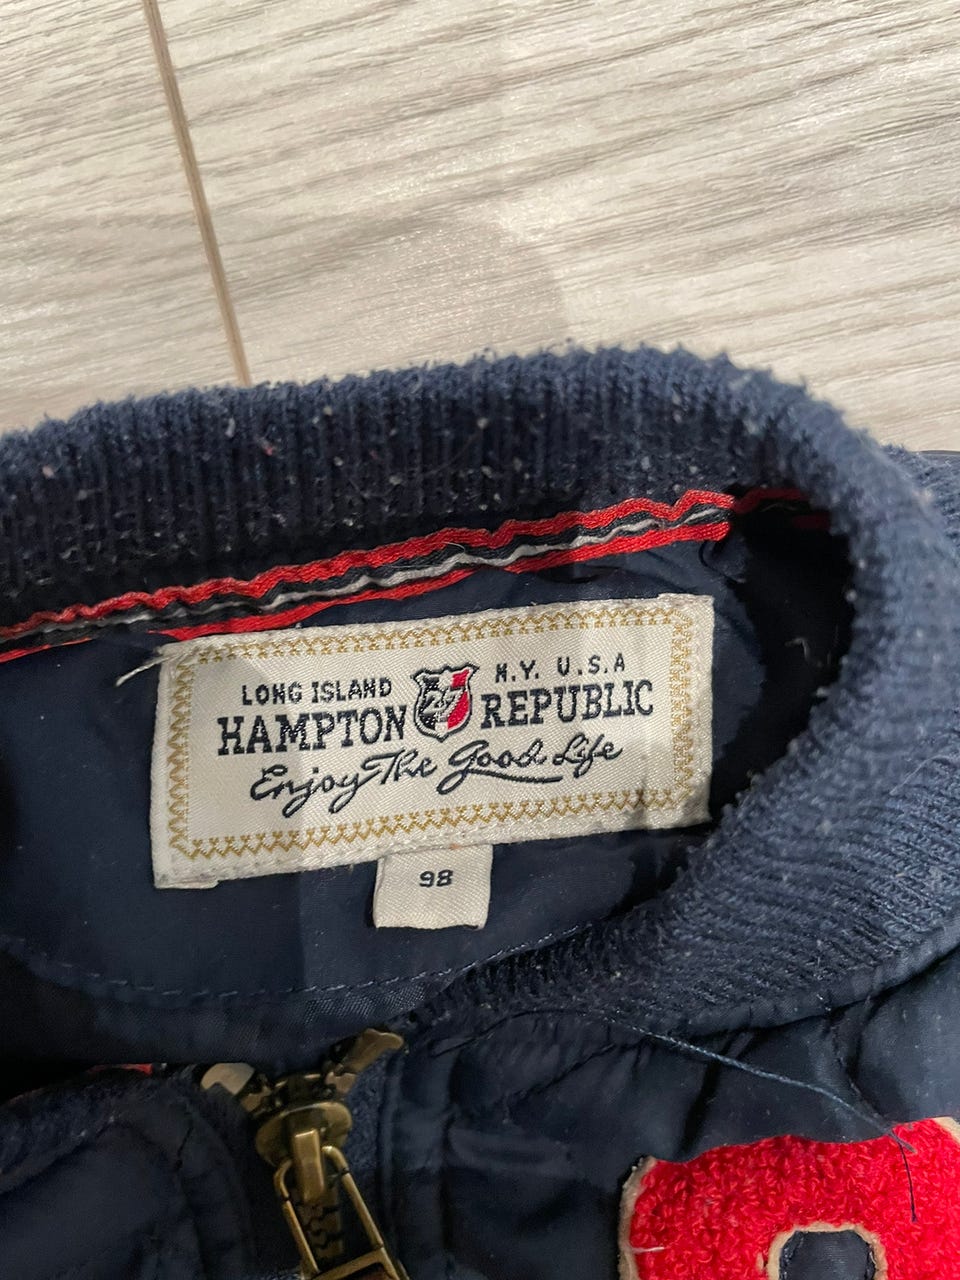 LONG ISLAND N.Y. U.S.A
HAMPTON REPUBLIC
Enjoy The Good Life
98